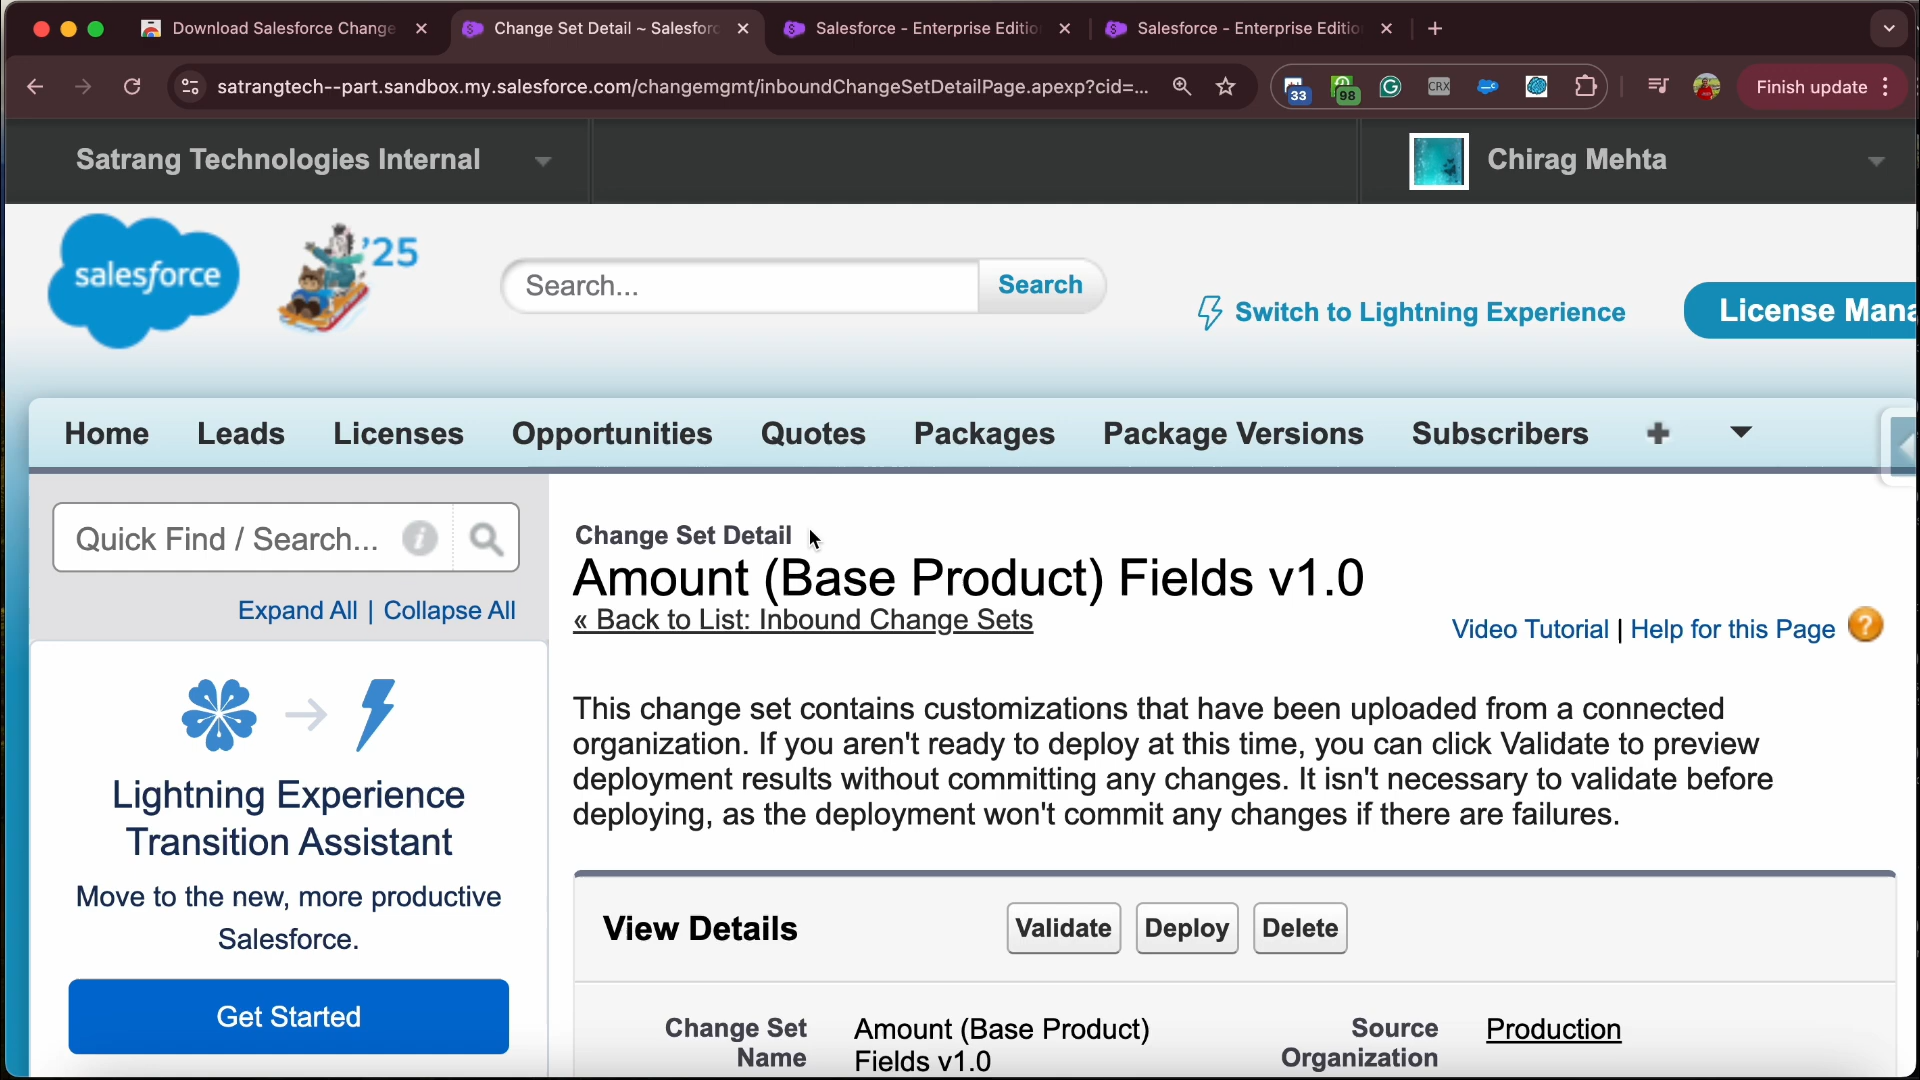 Download Salesforce Change
Change Set Detail ~ Salesforc
Salesforce - Enterprise Editio
Salesforce - Enterprise Editio
satrangtech--part.sandbox.my.salesforce.com/changemgmt/inboundChangeSetDetailPage.apexp?cid=...
33
98
CRX
Finish update
Satrang Technologies Internal
Chirag Mehta
salesforce
'25
Search...
Search
Switch to Lightning Experience
License Mana
Home
Leads
Licenses
Opportunities
Quotes
Packages
Package Versions
Subscribers
Quick Find / Search...
Expand All | Collapse All
Lightning Experience
Transition Assistant
Move to the new, more productive
Salesforce.
Get Started
Change Set Detail
Amount (Base Product) Fields v1.0
« Back to List: Inbound Change Sets
Video Tutorial | Help for this Page
This change set contains customizations that have been uploaded from a connected
organization. If you aren't ready to deploy at this time, you can click Validate to preview
deployment results without committing any changes. It isn't necessary to validate before
deploying, as the deployment won't commit any changes if there are failures.
View Details
Validate
Deploy
Delete
Change Set
Name
Amount (Base Product)
Fields v1.0
Source
Organization
Production